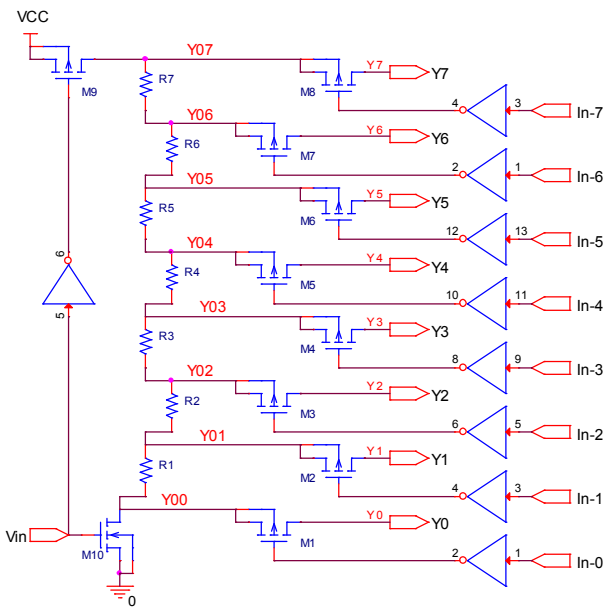 VCC
Y07
Y7
Y7
R7
M9
M8
4
3
In-7
Y06
Y6
Y6
R6
M7
2
1
In-6
Y05
Y5
Y5
R5
M6
12
13
In-5
6
Y04
Y4
Y4
R4
M5
10
11
In-4
5
Y03
Y3
Y3
R3
M4
8
9
In-3
Y02
Y2
Y2
R2
M3
6
5
In-2
Y01
Y1
Y1
R1
M2
4
3
In-1
Y00
Y0
Y0
Vin
M10
M1
2
1
In-0
0